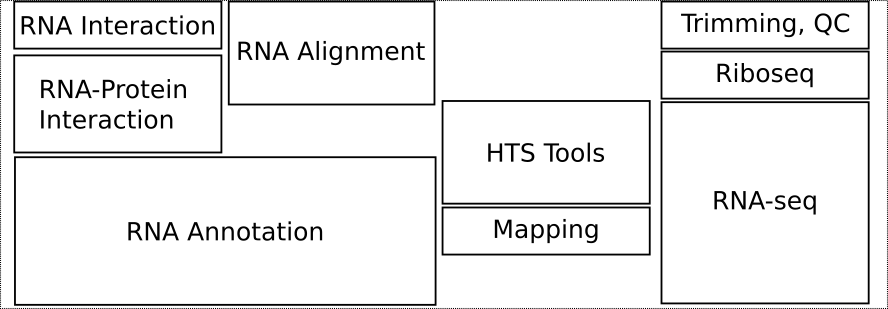 RNA Interaction
RNA-Protein
Interaction
RNA Alignment
RNA Annotation
HTS Tools
Mapping
Trimming, QC
Riboseq
RNA-seq